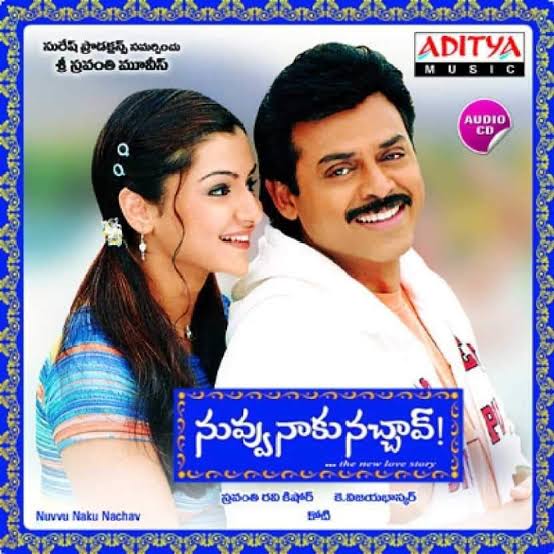 సురేష్ ప్రొడక్షన్స్ సమర్పించు
శ్రీ స్రవంతి మూవీస్
ADITYA
MUSIC
AUDIO
CD
నువ్వు నాకు నచ్చావ్!
...the new love story
స్రవంతి రవి కిషోర్ కె.విజయభాస్కర్
కోటి
Nuvvu Naku Nachav